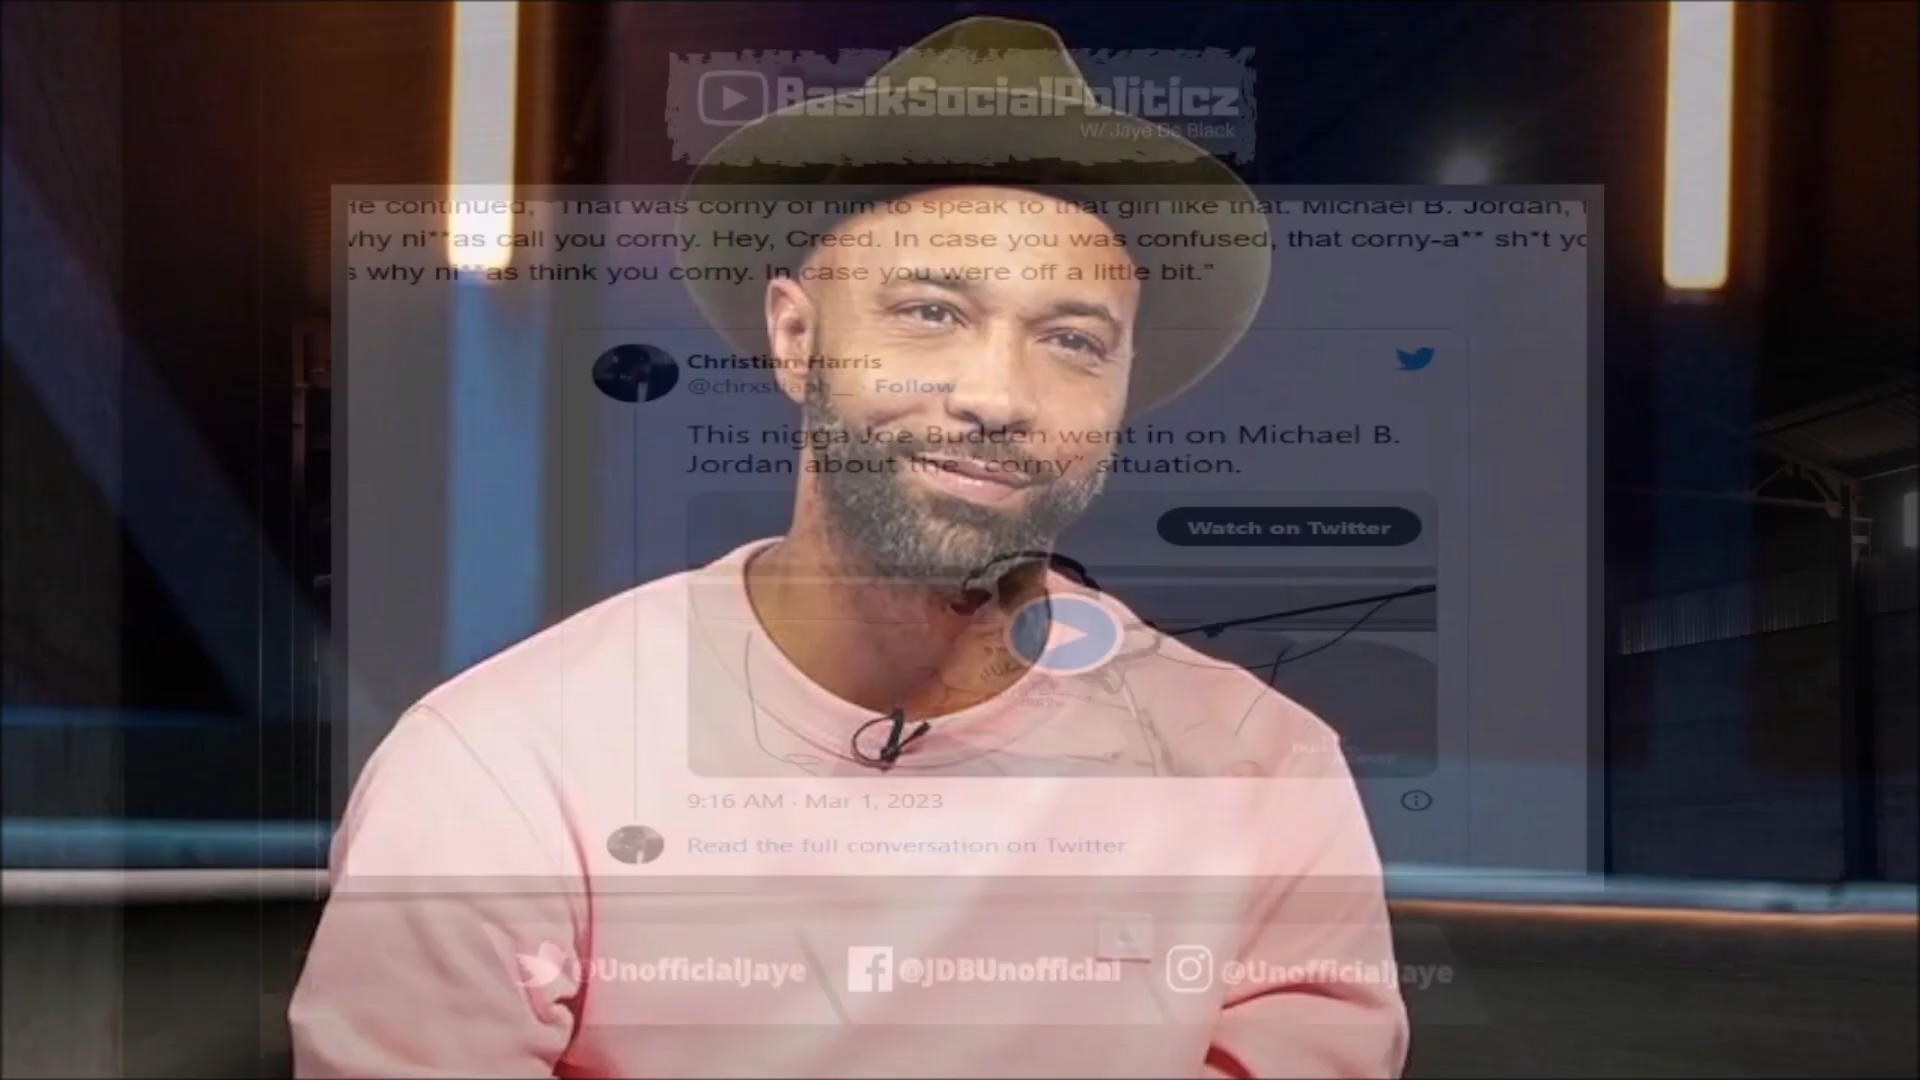 BasikSocialPoliticz
W/ Jaye De Black
He continued, "That was corny of him to speak to that girl like that. Michael B. Jordan,
why ni**as call you corny. Hey, Creed. In case you was confused, that corny-a** sh*t yo
s why ni**as think you corny. In case you were off a little bit."
Christian Harris
Follow
This nigga Joe Budden went in on Michael B.
Jordan about the "corny" situation.
Watch on Twitter
9:16 AM · Mar 1, 2023
Read the full conversation on Twitter
@UnofficialJaye @JDBUnofficial @UnofficialJaye